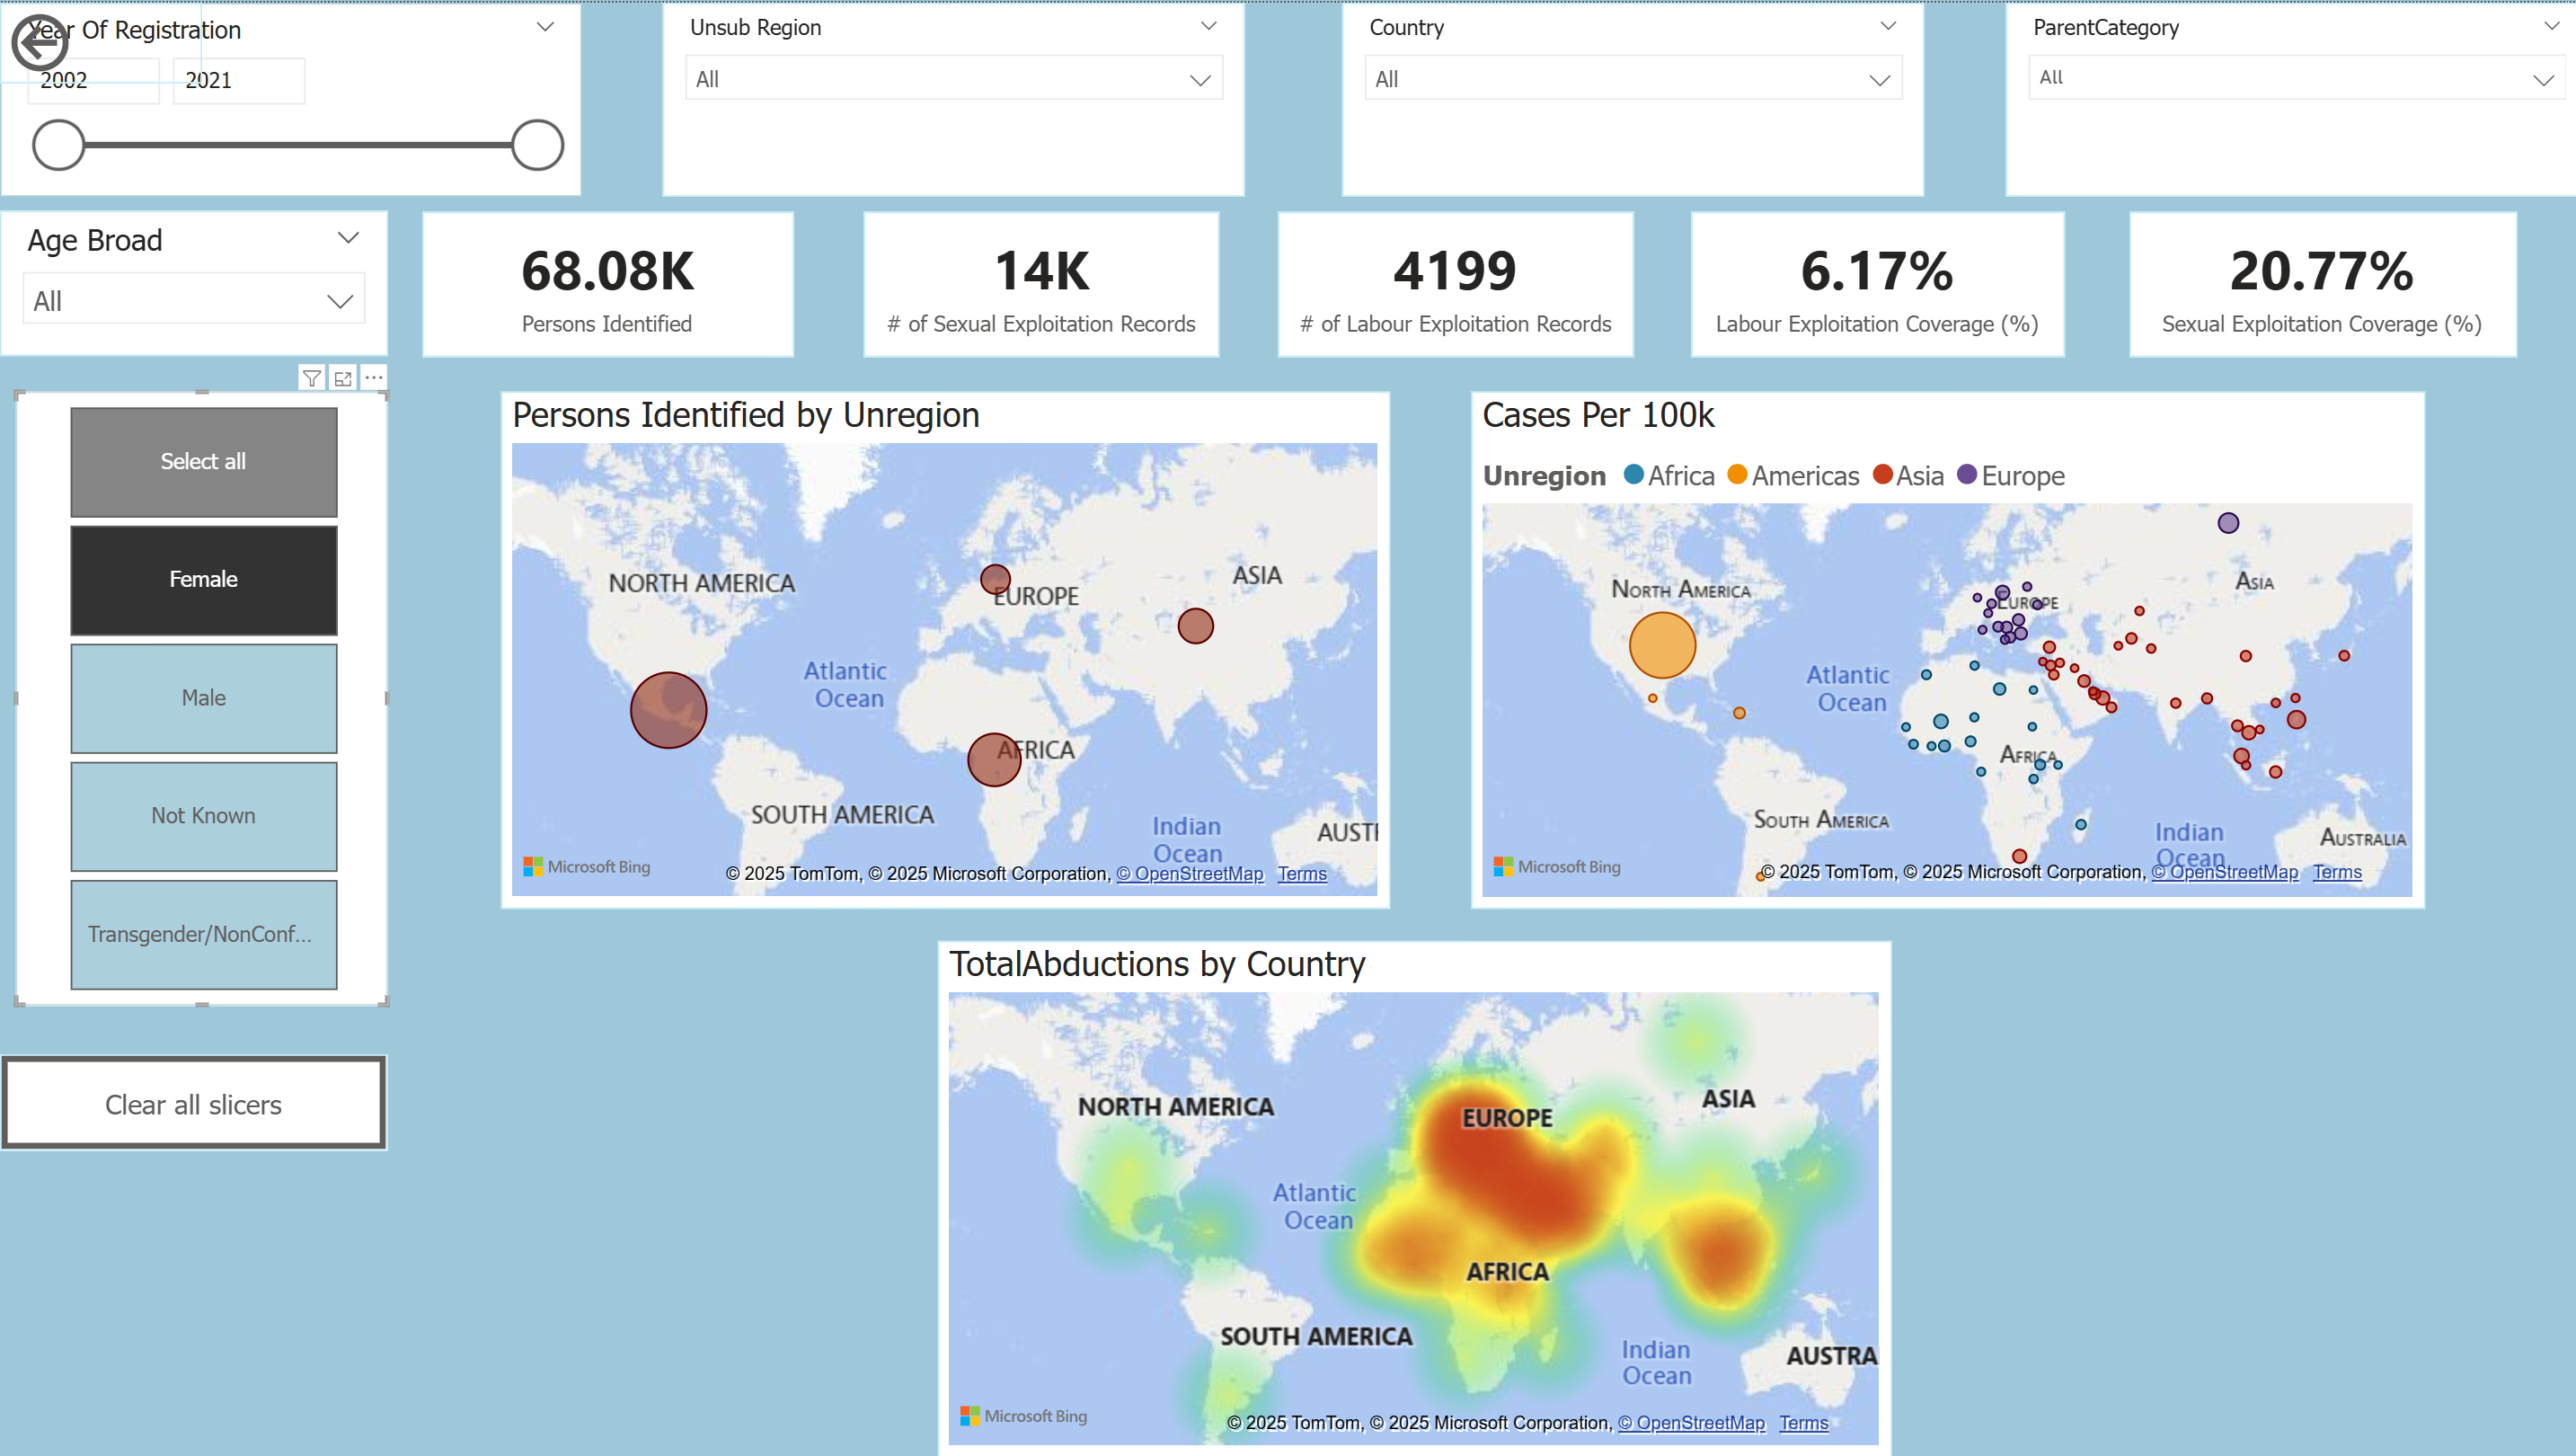 Year Of Registration
2002
2021
Unsub Region
All
Country
All
ParentCategory
All
Age Broad
All
68.08K
Persons Identified
14K
# of Sexual Exploitation Records
4199
# of Labour Exploitation Records
6.17%
Labour Exploitation Coverage (%)
20.77%
Sexual Exploitation Coverage (%)
Select all
Female
Male
Not Known
Transgender/NonConf...
Clear all slicers
Persons Identified by Unregion
NORTH AMERICA
EUROPE
ASIA
Atlantic
Ocean
AFRICA
SOUTH AMERICA
Indian
Ocean
AUST
Microsoft Bing
© 2025 TomTom, © 2025 Microsoft Corporation, © OpenStreetMap Terms
Cases Per 100k
Unregion Africa Americas Asia Europe
NORTH AMERICA
EUROPE
ASIA
Atlantic
Ocean
AFRICA
SOUTH AMERICA
Indian
Ocean
AUSTRALIA
Microsoft Bing
© 2025 TomTom, © 2025 Microsoft Corporation, © OpenStreetMap Terms
TotalAbductions by Country
NORTH AMERICA
EUROPE
ASIA
Atlantic
Ocean
AFRICA
SOUTH AMERICA
Indian
Ocean
AUSTRA
Microsoft Bing
© 2025 TomTom, © 2025 Microsoft Corporation, © OpenStreetMap Terms